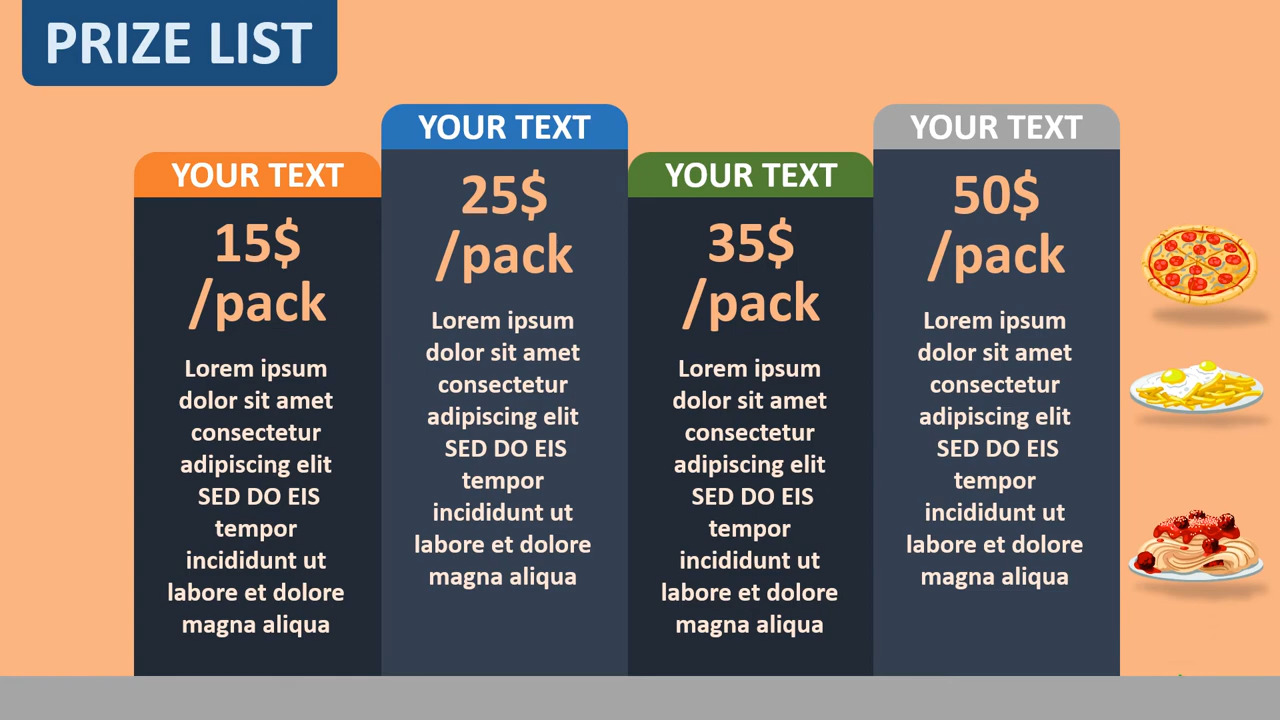 PRIZE LIST
YOUR TEXT
15$
/pack
Lorem ipsum
dolor sit amet
consectetur
adipiscing elit
SED DO EIS
tempor
incididunt ut
labore et dolore
magna aliqua
YOUR TEXT
25$
/pack
Lorem ipsum
dolor sit amet
consectetur
adipiscing elit
SED DO EIS
tempor
incididunt ut
labore et dolore
magna aliqua
YOUR TEXT
35$
/pack
Lorem ipsum
dolor sit amet
consectetur
adipiscing elit
SED DO EIS
tempor
incididunt ut
labore et dolore
magna aliqua
YOUR TEXT
50$
/pack
Lorem ipsum
dolor sit amet
consectetur
adipiscing elit
SED DO EIS
tempor
incididunt ut
labore et dolore
magna aliqua